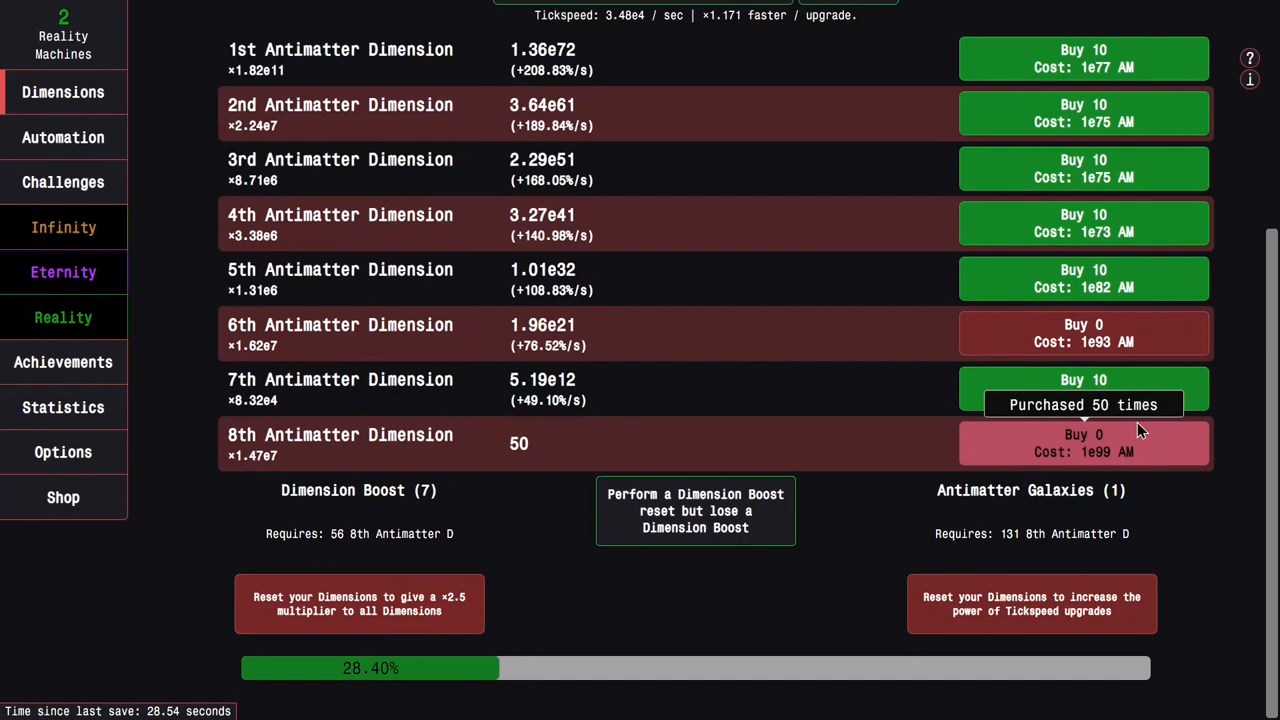 2
Reality
Machines
Dimensions
Automation
Challenges
Infinity
Eternity
Reality
Achievements
Statistics
Options
Shop
Tickspeed: 3.48e4 / sec | ×1.171 faster / upgrade.
1st Antimatter Dimension
×1.82e11
1.36e72
(+208.83%/s)
Buy 10
Cost: 1e77 AM
2nd Antimatter Dimension
×2.24e7
3.64e61
(+189.84%/s)
Buy 10
Cost: 1e75 AM
3rd Antimatter Dimension
×8.71e6
2.29e51
(+168.05%/s)
Buy 10
Cost: 1e75 AM
4th Antimatter Dimension
×3.38e6
3.27e41
(+140.98%/s)
Buy 10
Cost: 1e73 AM
5th Antimatter Dimension
×1.31e6
1.01e32
(+108.83%/s)
Buy 10
Cost: 1e82 AM
6th Antimatter Dimension
×1.62e7
1.96e21
(+76.52%/s)
Buy 0
Cost: 1e93 AM
7th Antimatter Dimension
×8.32e4
5.19e12
(+49.10%/s)
Buy 10
Purchased 50 times
8th Antimatter Dimension
×1.47e7
50
Buy 0
Cost: 1e99 AM
Dimension Boost (7)
Requires: 56 8th Antimatter D
Reset your Dimensions to give a ×2.5
multiplier to all Dimensions
Perform a Dimension Boost
reset but lose a
Dimension Boost
Antimatter Galaxies (1)
Requires: 131 8th Antimatter D
Reset your Dimensions to increase the
power of Tickspeed upgrades
28.40%
Time since last save: 28.54 seconds
?
i